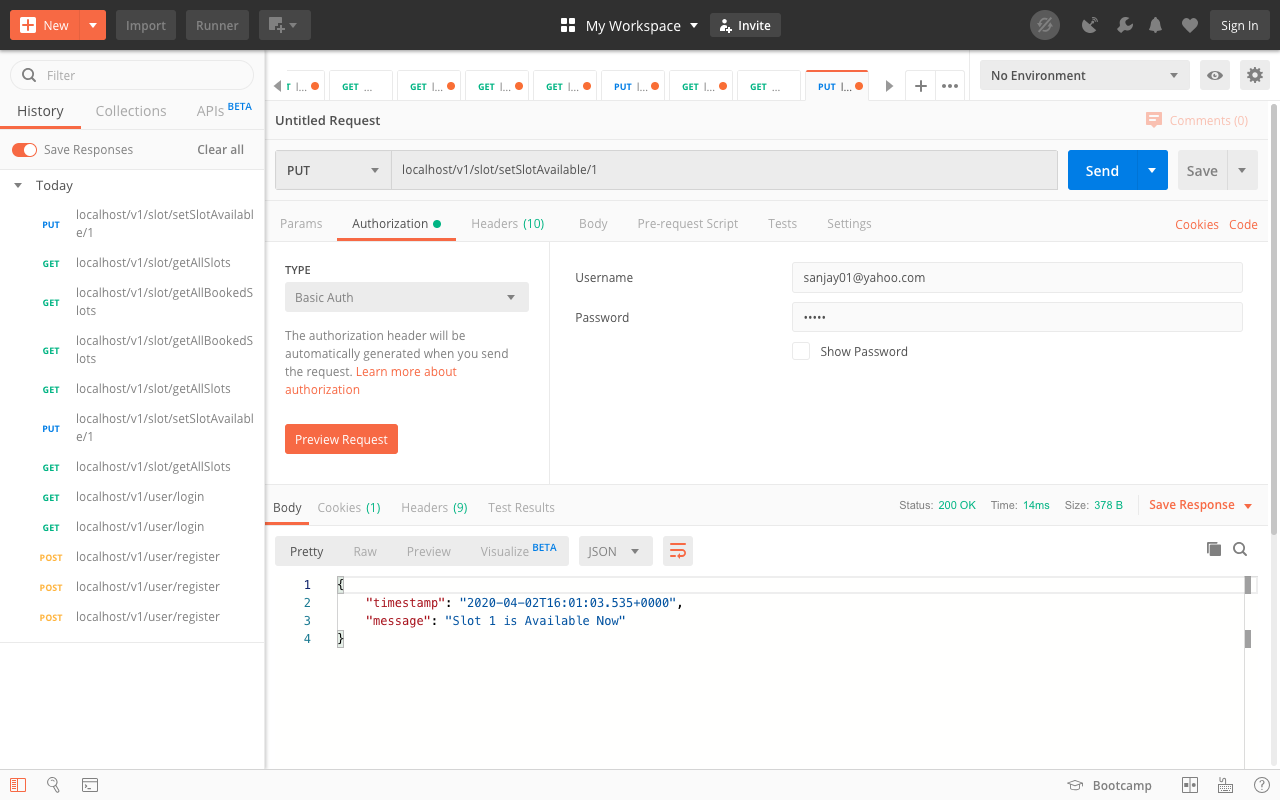 New
Import
Runner
My Workspace
Invite
Sign In
Filter
History
Collections
APIs BETA
Save Responses
Clear all
Today
PUT localhost/v1/slot/setSlotAvailabl
e/1
GET localhost/v1/slot/getAllSlots
GET localhost/v1/slot/getAllBookedS
lots
GET localhost/v1/slot/getAllBookedS
lots
GET localhost/v1/slot/getAllSlots
PUT localhost/v1/slot/setSlotAvailabl
e/1
GET localhost/v1/slot/getAllSlots
GET localhost/v1/user/login
GET localhost/v1/user/login
POST localhost/v1/user/register
POST localhost/v1/user/register
POST localhost/v1/user/register
T l...
GET ...
GET l...
GET l...
GET l...
PUT l...
GET l...
GET ...
PUT l...
No Environment
Untitled Request
Comments (0)
PUT
localhost/v1/slot/setSlotAvailable/1
Send
Save
Params
Authorization
Headers (10)
Body
Pre-request Script
Tests
Settings
Cookies
Code
TYPE
Basic Auth
The authorization header will be
automatically generated when you send
the request. Learn more about
authorization
Preview Request
Username
sanjay01@yahoo.com
Password
•••••
Show Password
Body
Cookies (1)
Headers (9)
Test Results
Status: 200 OK
Time: 14ms
Size: 378 B
Save Response
Pretty
Raw
Preview
Visualize BETA
JSON
1 {
2 "timestamp": "2020-04-02T16:01:03.535+0000",
3 "message": "Slot 1 is Available Now"
4 }
Bootcamp